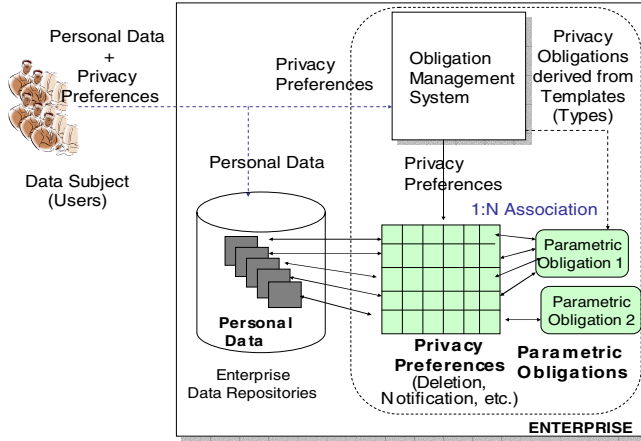 Personal Data
+
Privacy
Preferences
Data Subject
(Users)
Privacy
Preferences
Obligation
Management
System
Privacy
Obligations
derived from
Templates
(Types)
Personal Data
Privacy
Preferences
1:N Association
Parametric
Obligation 1
Parametric
Obligation 2
Personal
Data
Enterprise
Data Repositories
Privacy
Preferences
(Deletion,
Notification, etc.)
Parametric
Obligations
ENTERPRISE